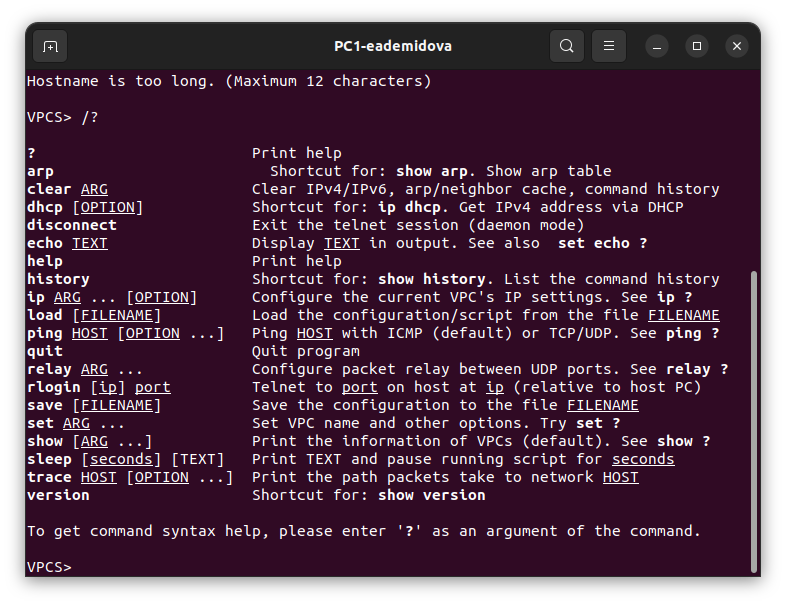 PC1-eademidova
Hostname is too long. (Maximum 12 characters)
VPCS> /?
? Print help
arp Shortcut for: show arp. Show arp table
clear ARG Clear IPv4/IPv6, arp/neighbor cache, command history
dhcp [OPTION] Shortcut for: ip dhcp. Get IPv4 address via DHCP
disconnect Exit the telnet session (daemon mode)
echo TEXT Display TEXT in output. See also set echo ?
help Print help
history Shortcut for: show history. List the command history
ip ARG ... [OPTION] Configure the current VPC's IP settings. See ip ?
load [FILENAME] Load the configuration/script from the file FILENAME
ping HOST [OPTION ...] Ping HOST with ICMP (default) or TCP/UDP. See ping ?
quit Quit program
relay ARG ... Configure packet relay between UDP ports. See relay ?
rlogin [ip] port Telnet to port on host at ip (relative to host PC)
save [FILENAME] Save the configuration to the file FILENAME
set ARG ... Set VPC name and other options. Try set ?
show [ARG ...] Print the information of VPCs (default). See show ?
sleep [seconds] [TEXT] Print TEXT and pause running script for seconds
trace HOST [OPTION ...] Print the path packets take to network HOST
version Shortcut for: show version
To get command syntax help, please enter '?' as an argument of the command.
VPCS>